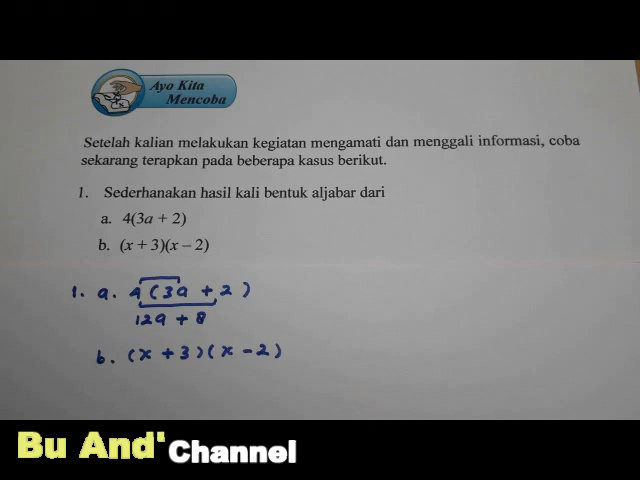 Ayo Kita
Mencoba
Setelah kalian melakukan kegiatan mengamati dan menggali informasi, coba
sekarang terapkan pada beberapa kasus berikut.
1. Sederhanakan hasil kali bentuk aljabar dari
a. 4(3a + 2)
b. (x + 3)(x – 2)
1. a. 4 (3a + 2)
12a + 8
b. (x + 3) (x - 2)
Bu And' Channel